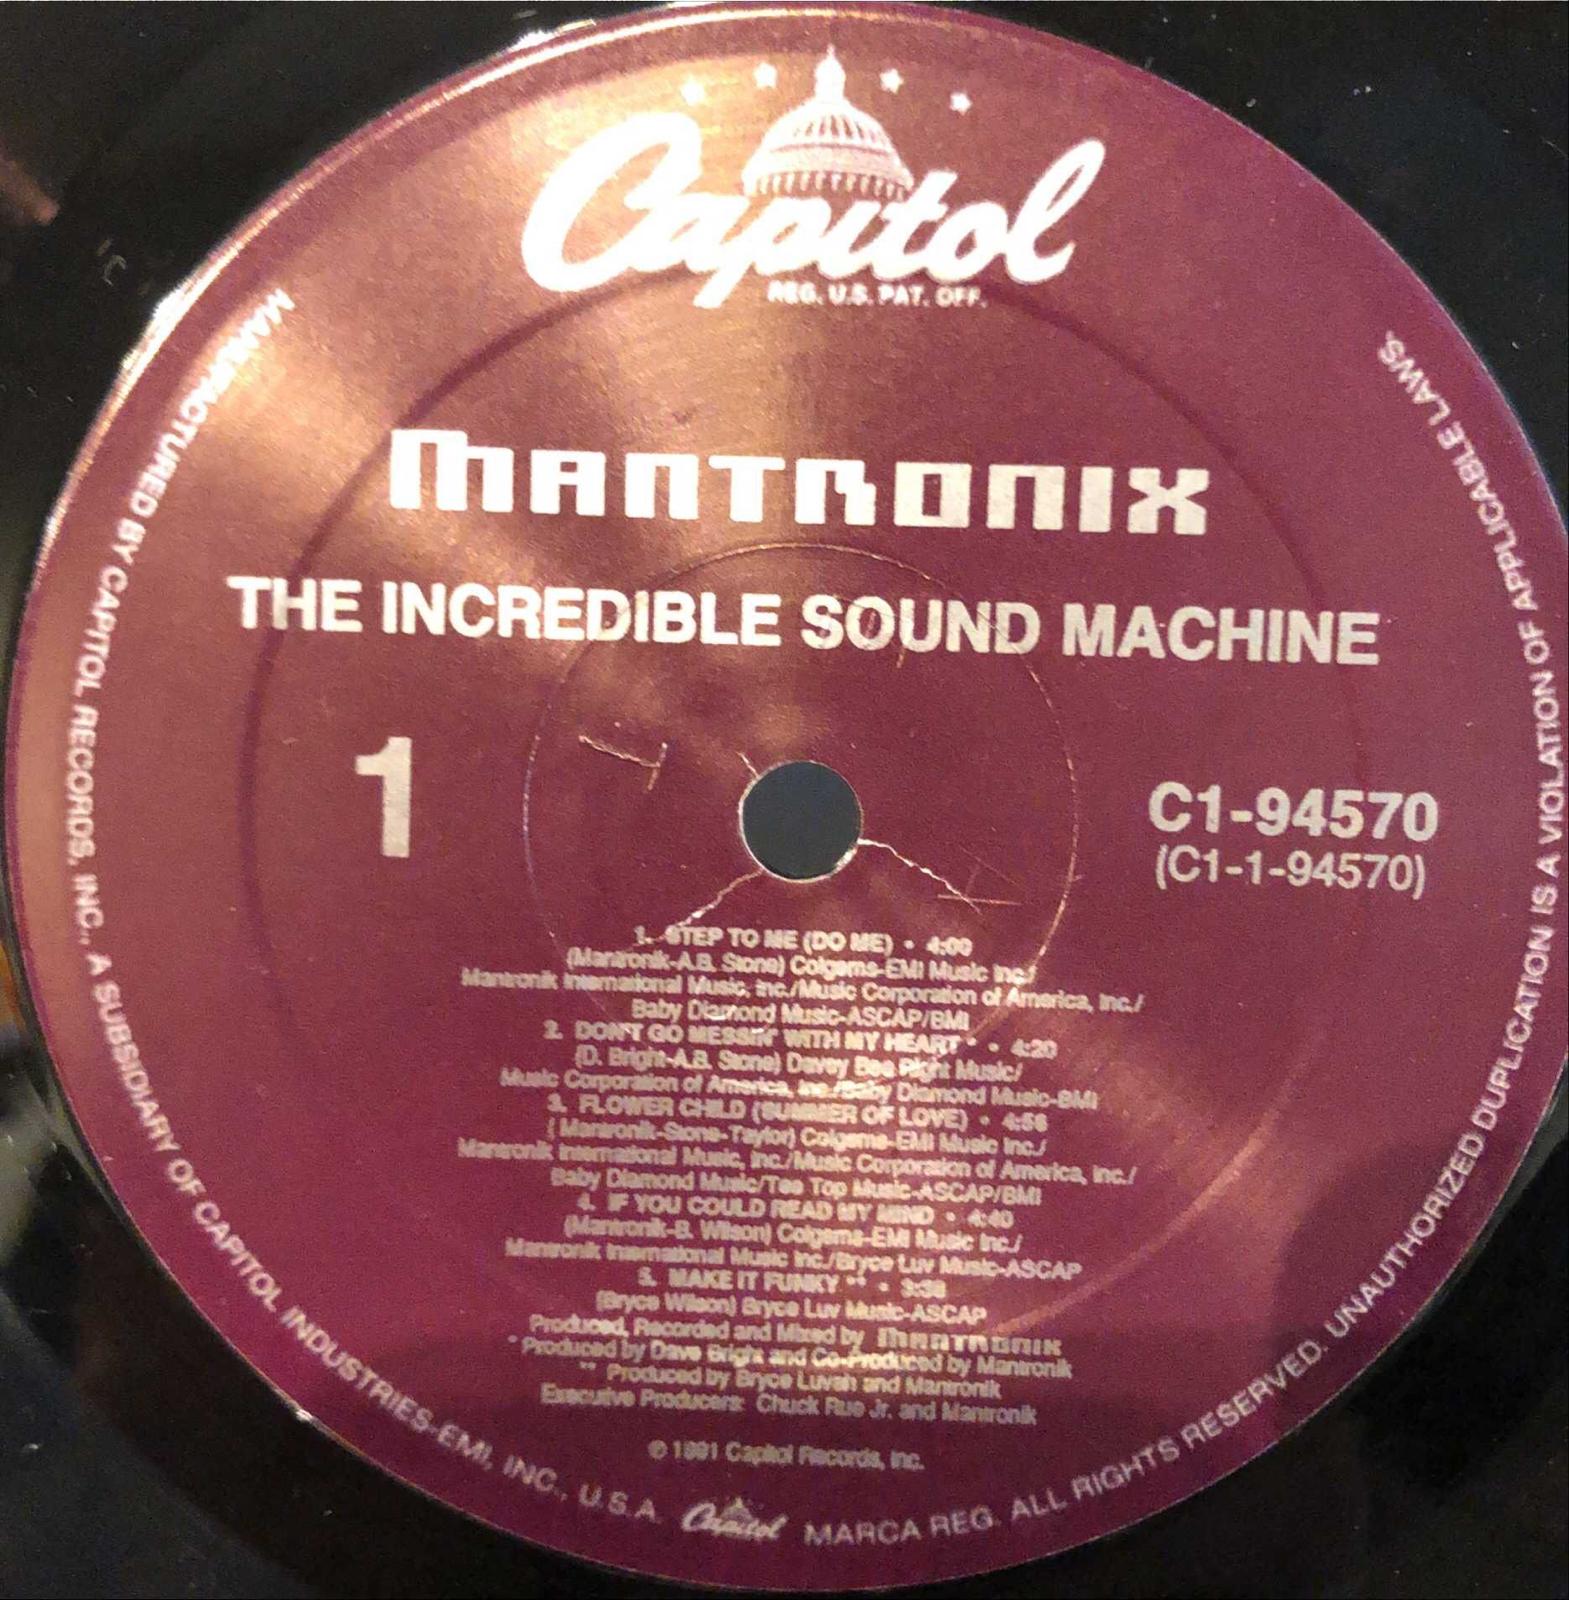 Capitol
REG. U.S. PAT. OFF.
MANTRONIX
THE INCREDIBLE SOUND MACHINE
1
C1-94570
(C1-1-94570)
1. STEP TO ME (DO ME) • 4:00
(Mantronik-A.B. Stone) Colgems-EMI Music Inc./
Mantronik International Music, Inc./Music Corporation of America, Inc./
Baby Diamond Music-ASCAP/BMI
2. DON'T GO MESSIN' WITH MY HEART * • 4:20
(D. Bright-A.B. Stone) Davey Bee Right Music/
Music Corporation of America, Inc./Baby Diamond Music-BMI
3. FLOWER CHILD (SUMMER OF LOVE) • 4:56
( Mantronik-Stone-Taylor) Colgems-EMI Music Inc./
Mantronik International Music, Inc./Music Corporation of America, Inc./
Baby Diamond Music/Tee Top Music-ASCAP/BMI
4. IF YOU COULD READ MY MIND • 4:40
(Mantronik-B. Wilson) Colgems-EMI Music Inc./
Mantronik International Music Inc./Bryce Luv Music-ASCAP
5. MAKE IT FUNKY ** • 3:38
(Bryce Wilson) Bryce Luv Music-ASCAP
Produced, Recorded and Mixed by MANTRONIX
* Produced by Dave Bright and Co-Produced by Mantronik
** Produced by Bryce Luvah and Mantronik
Executive Producers: Chuck Rue Jr. and Mantronik
℗ 1991 Capitol Records, Inc.
MANUFACTURED BY CAPITOL RECORDS, INC., A SUBSIDIARY OF CAPITOL INDUSTRIES-EMI, INC., U.S.A. Capitol MARCA REG. ALL RIGHTS RESERVED. UNAUTHORIZED DUPLICATION IS A VIOLATION OF APPLICABLE LAWS.